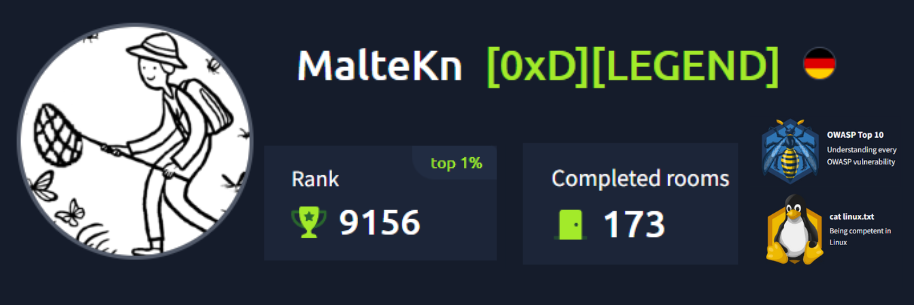 MalteKn [0xD][LEGEND]
top 1%
Rank
9156
Completed rooms
173
OWASP Top 10
Understanding every
OWASP vulnerability
cat linux.txt
Being competent in
Linux